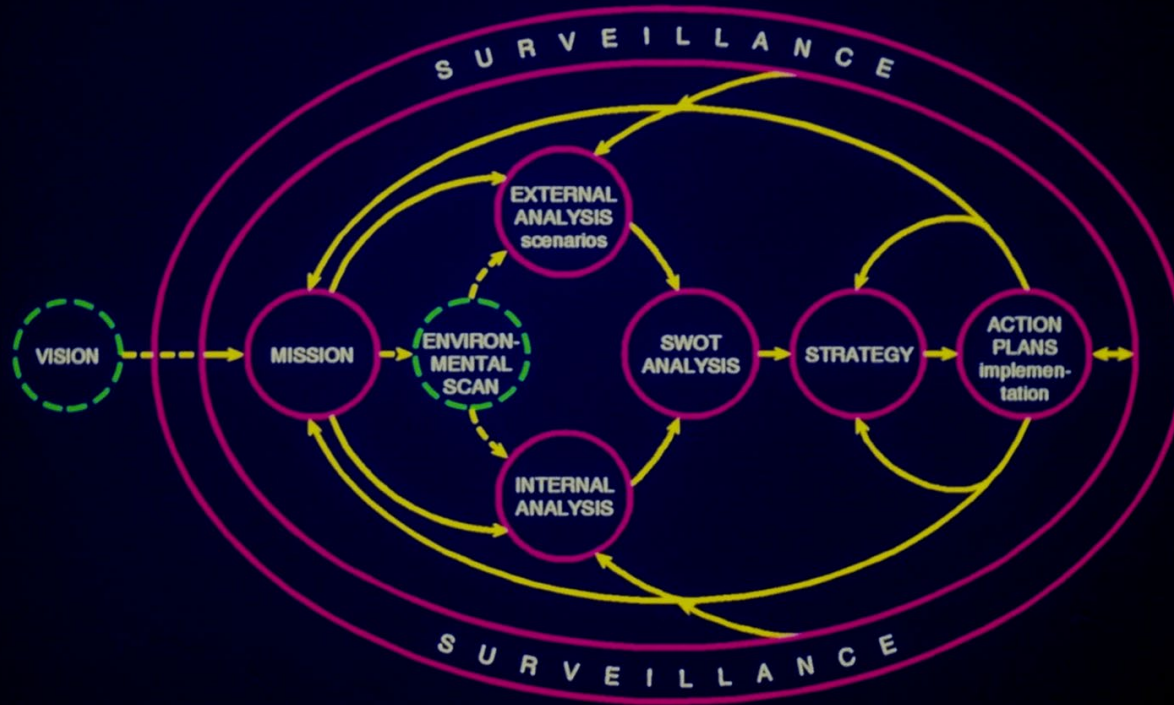 SURVEILLANCE
EXTERNAL
ANALYSIS
scenarios
VISION
MISSION
ENVIRON-
MENTAL
SCAN
SWOT
ANALYSIS
STRATEGY
ACTION
PLANS
implemen-
tation
INTERNAL
ANALYSIS
SURVEILLANCE